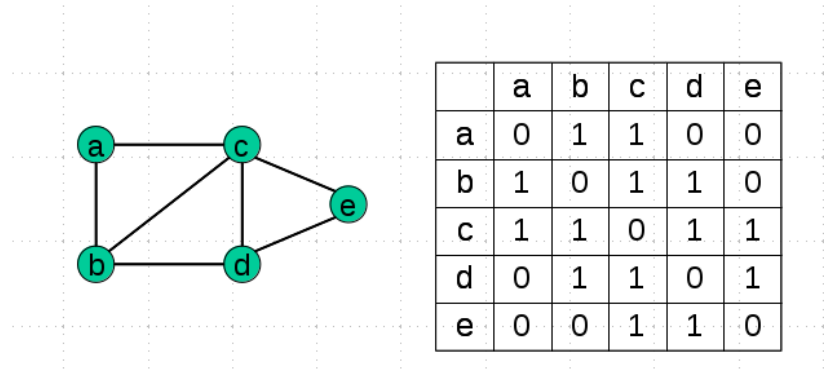 a
c
e
b
d
a b c d e
a 0 1 1 0 0
b 1 0 1 1 0
c 1 1 0 1 1
d 0 1 1 0 1
e 0 0 1 1 0